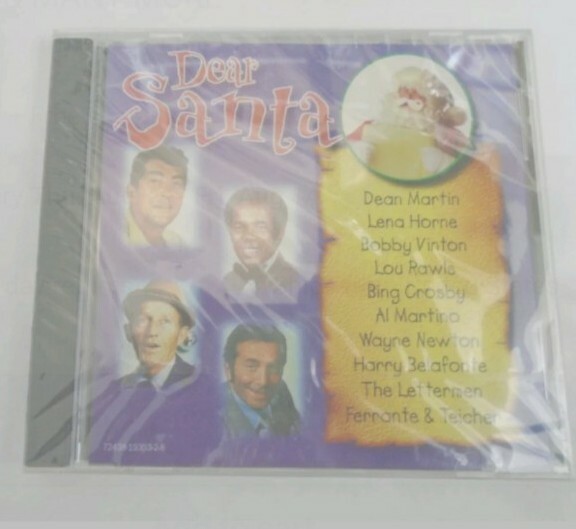 Dear
Santa
Dean Martin
Lena Horne
Bobby Vinton
Lou Rawls
Bing Crosby
Al Martino
Wayne Newton
Harry Belafonte
The Lettermen
Ferrante & Teicher